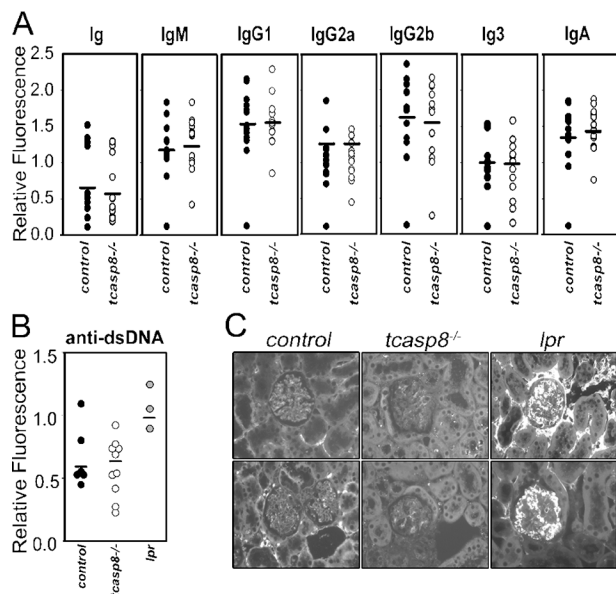 A
Ig IgM IgG1 IgG2a IgG2b Ig3 IgA
Relative Fluorescence
2.5
2.0
1.5
1.0
0.5
0.0
control tcasp8-/- control tcasp8-/- control tcasp8-/- control tcasp8-/- control tcasp8-/- control tcasp8-/- control tcasp8-/-
B
anti-dsDNA
Relative Fluorescence
1.5
1.0
0.5
0.0
control tcasp8-/- lpr
C
control tcasp8-/- lpr